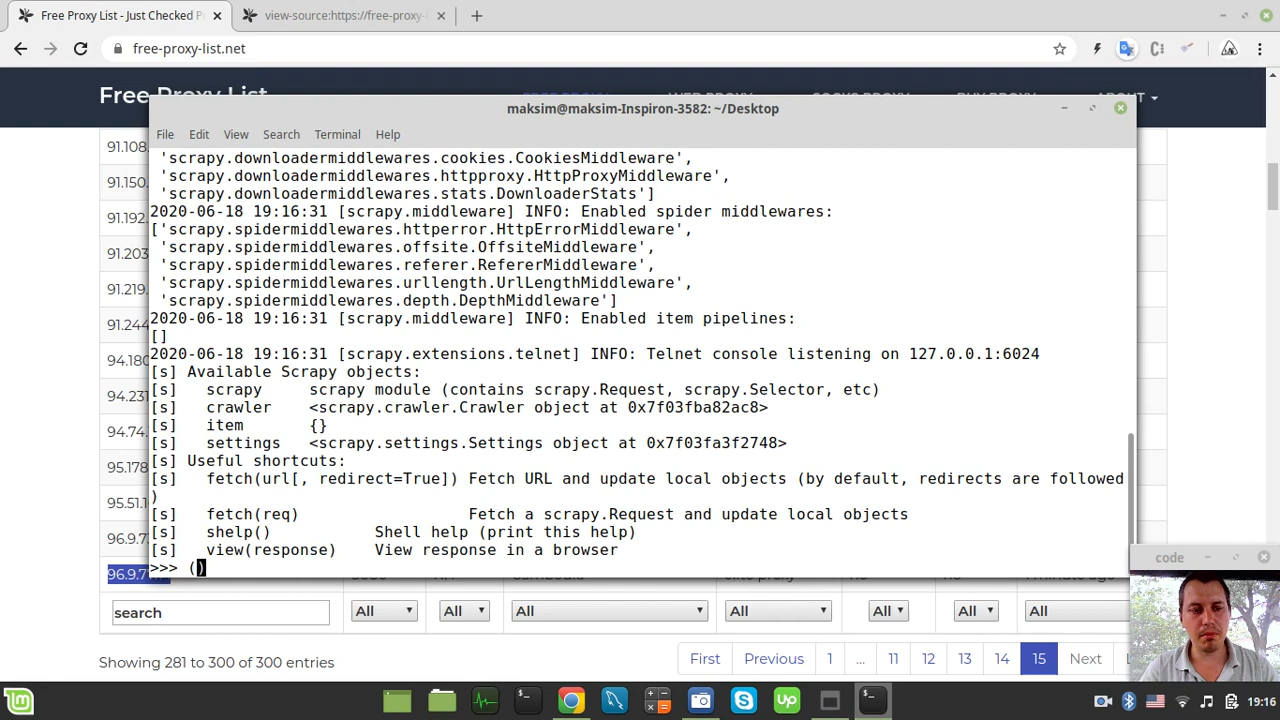 Free Proxy List - Just Checked P
view-source:https://free-proxy-l
free-proxy-list.net
Free Proxy List
FREE PROXY WEB PROXY SOCKS PROXY BUY PROXY ABOUT
maksim@maksim-Inspiron-3582: ~/Desktop
File Edit View Search Terminal Help
91.108.
91.150.
91.192.
91.203
91.219.
91.244
94.180
94.231
94.74.
95.178
95.51.
95.9.7
96.9.7
'scrapy.downloadermiddlewares.cookies.CookiesMiddleware',
'scrapy.downloadermiddlewares.httpproxy.HttpProxyMiddleware',
'scrapy.downloadermiddlewares.stats.DownloaderStats']
2020-06-18 19:16:31 [scrapy.middleware] INFO: Enabled spider middlewares:
['scrapy.spidermiddlewares.httperror.HttpErrorMiddleware',
'scrapy.spidermiddlewares.offsite.OffsiteMiddleware',
'scrapy.spidermiddlewares.referer.RefererMiddleware',
'scrapy.spidermiddlewares.urllength.UrlLengthMiddleware',
'scrapy.spidermiddlewares.depth.DepthMiddleware']
2020-06-18 19:16:31 [scrapy.middleware] INFO: Enabled item pipelines:
[]
2020-06-18 19:16:31 [scrapy.extensions.telnet] INFO: Telnet console listening on 127.0.0.1:6024
[s] Available Scrapy objects:
[s] scrapy scrapy module (contains scrapy.Request, scrapy.Selector, etc)
[s] crawler <scrapy.crawler.Crawler object at 0x7f03fba82ac8>
[s] item {}
[s] settings <scrapy.settings.Settings object at 0x7f03fa3f2748>
[s] Useful shortcuts:
[s] fetch(url[, redirect=True]) Fetch URL and update local objects (by default, redirects are followed
)
[s] fetch(req) Fetch a scrapy.Request and update local objects
[s] shelp() Shell help (print this help)
[s] view(response) View response in a browser
>>> ()
code
search All All All All All All All
Showing 281 to 300 of 300 entries
First Previous 1 ... 11 12 13 14 15 Next
19:16